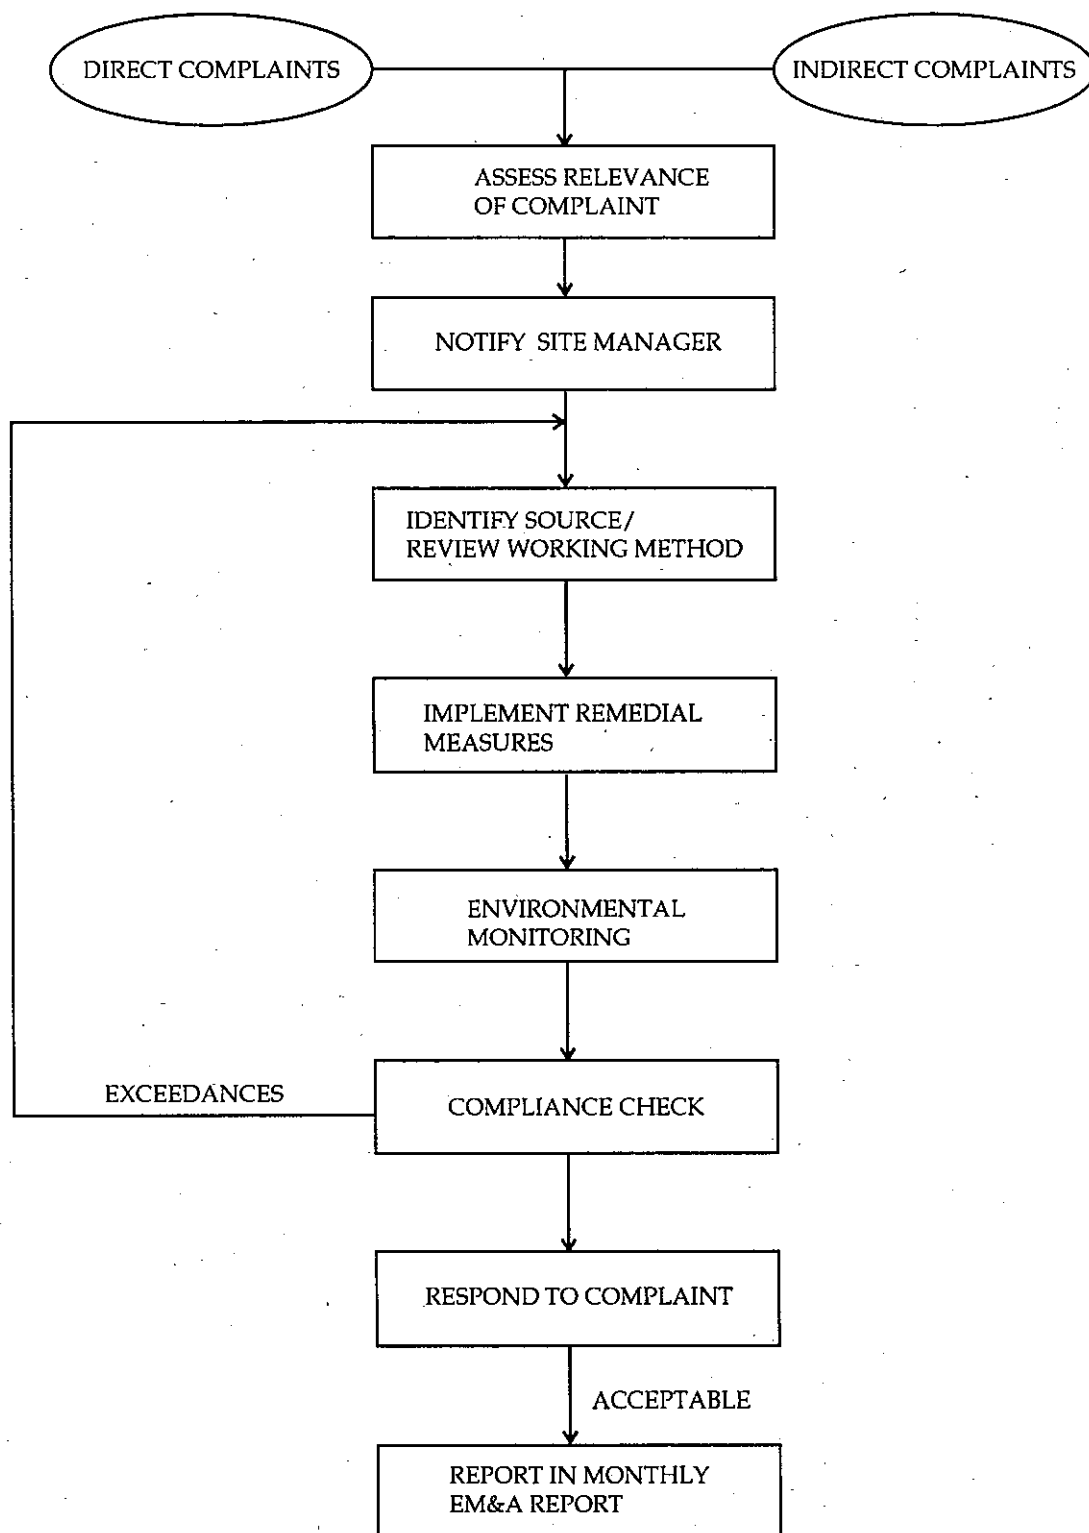 DIRECT COMPLAINTS
INDIRECT COMPLAINTS
ASSESS RELEVANCE
OF COMPLAINT
NOTIFY SITE MANAGER
IDENTIFY SOURCE/
REVIEW WORKING METHOD
IMPLEMENT REMEDIAL
MEASURES
ENVIRONMENTAL
MONITORING
EXCEEDANCES
COMPLIANCE CHECK
RESPOND TO COMPLAINT
ACCEPTABLE
REPORT IN MONTHLY
EM&A REPORT